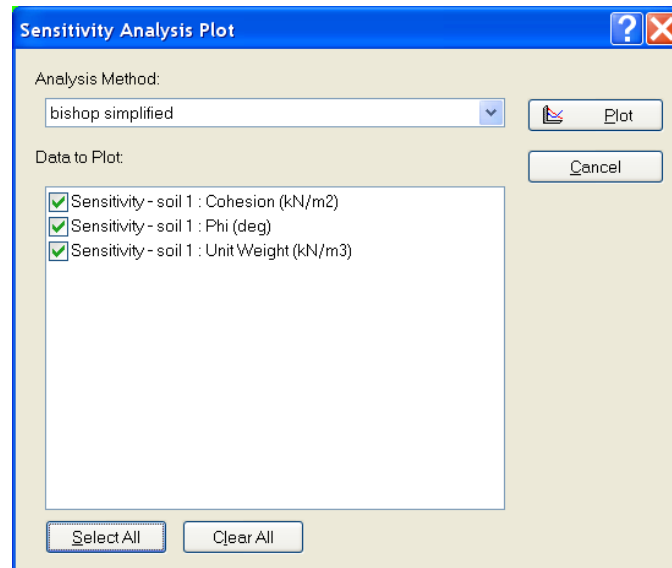 Sensitivity Analysis Plot
Analysis Method:
bishop simplified
Plot
Data to Plot:
Cancel
Sensitivity - soil 1 : Cohesion (kN/m2)
Sensitivity - soil 1 : Phi (deg)
Sensitivity - soil 1 : Unit Weight (kN/m3)
Select All
Clear All